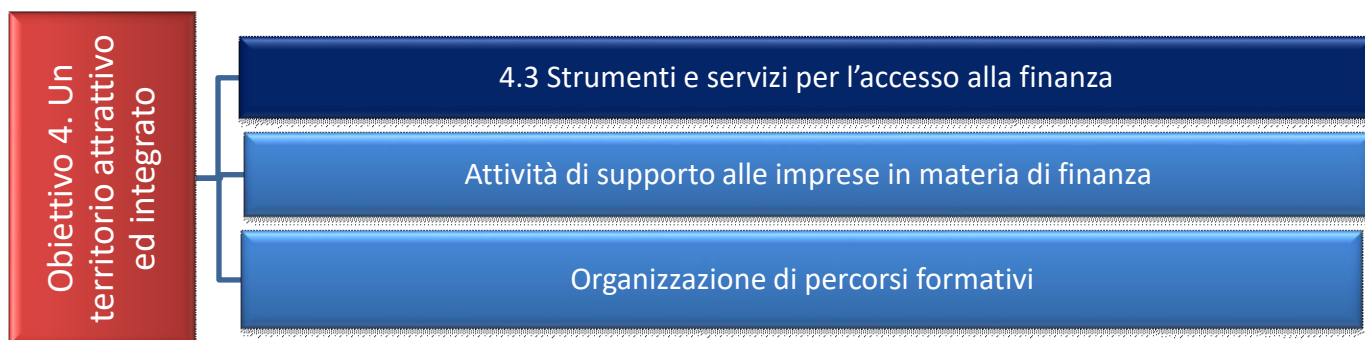 Obiettivo 4. Un
territorio attrattivo
ed integrato
4.3 Strumenti e servizi per l’accesso alla finanza
Attività di supporto alle imprese in materia di finanza
Organizzazione di percorsi formativi